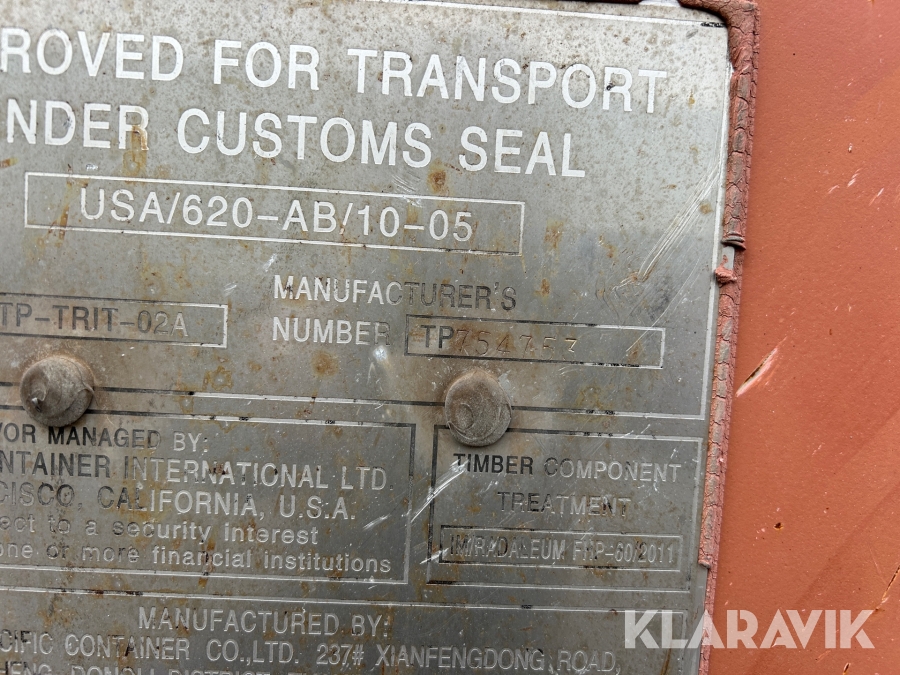 ROVED FOR TRANSPORT
NDER CUSTOMS SEAL
USA/620-AB/10-05
MANUFACTURER'S
TP-TRIT-02A
NUMBER
VOR MANAGED BY:
NTAINER INTERNATIONAL LTD.
CISCO, CALIFORNIA, U.S.A.
ect to a security interest
one or more financial institutions
TIMBER COMPONENT
TREATMENT
MANUFACTURED BY:
CIFIC CONTAINER CO.,LTD. 237# XIANFENGDONG ROAD,
KLARAVIK